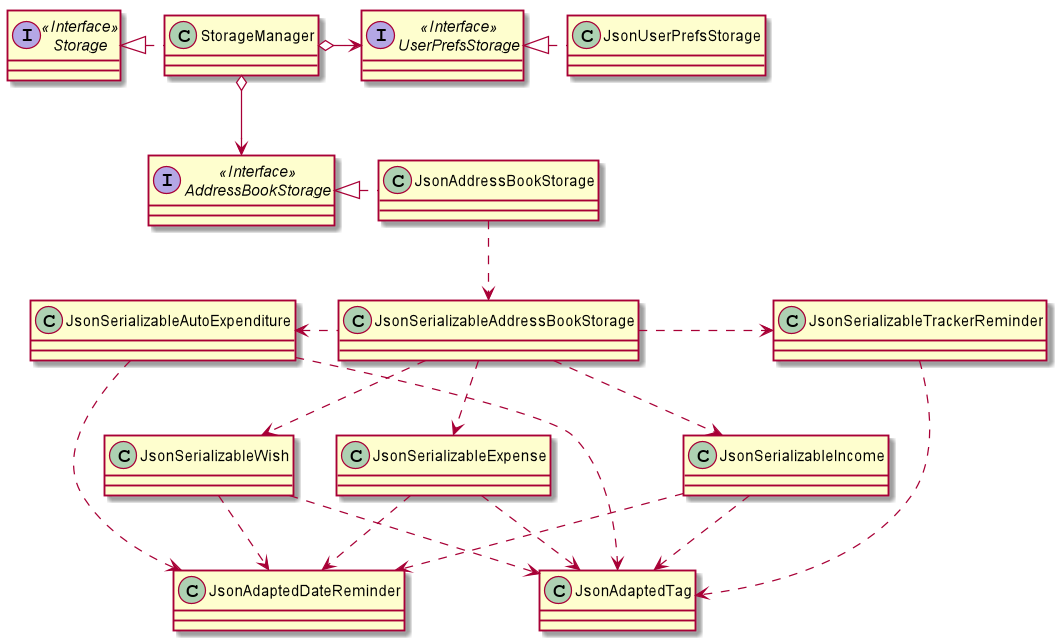 I «Interface» Storage
C StorageManager
I «Interface» UserPrefsStorage
C JsonUserPrefsStorage
I «Interface» AddressBookStorage
C JsonAddressBookStorage
C JsonSerializableAutoExpenditure
C JsonSerializableAddressBookStorage
C JsonSerializableTrackerReminder
C JsonSerializableWish
C JsonSerializableExpense
C JsonSerializableIncome
C JsonAdaptedDateReminder
C JsonAdaptedTag